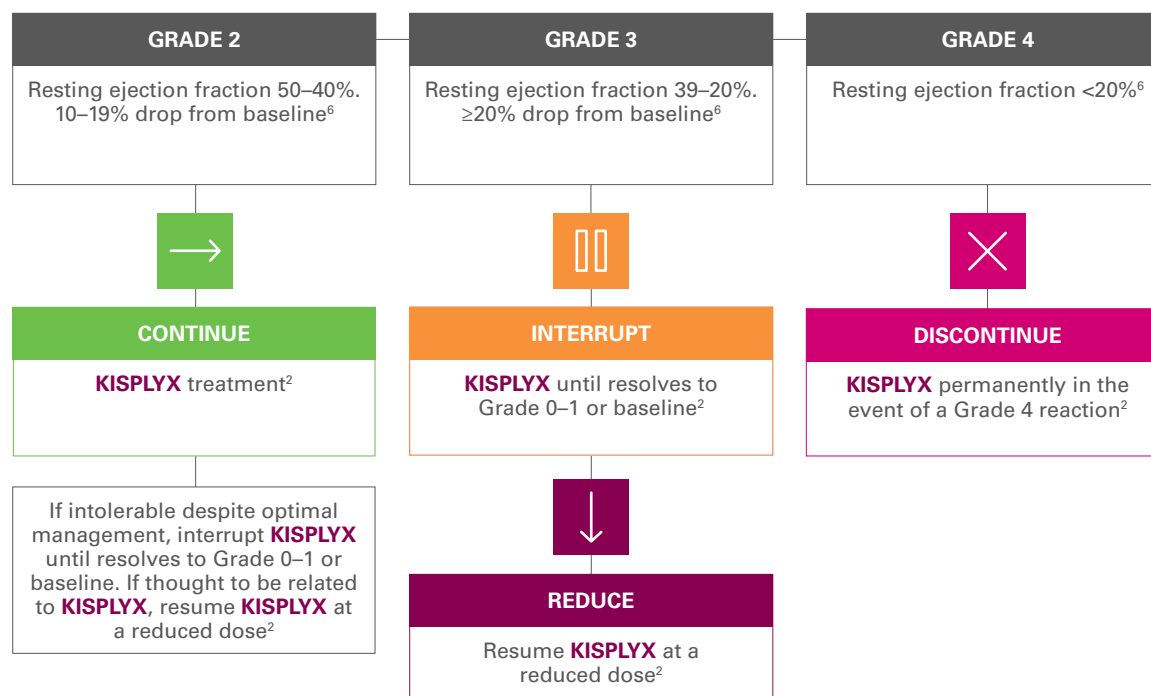 GRADE 2
Resting ejection fraction 50–40%.
10–19% drop from baseline⁶
CONTINUE
KISPLYX treatment²
If intolerable despite optimal
management, interrupt KISPLYX
until resolves to Grade 0–1 or
baseline. If thought to be related
to KISPLYX, resume KISPLYX at
a reduced dose²
GRADE 3
Resting ejection fraction 39–20%.
≥20% drop from baseline⁶
INTERRUPT
KISPLYX until resolves to
Grade 0–1 or baseline²
REDUCE
Resume KISPLYX at a
reduced dose²
GRADE 4
Resting ejection fraction <20%⁶
DISCONTINUE
KISPLYX permanently in the
event of a Grade 4 reaction²